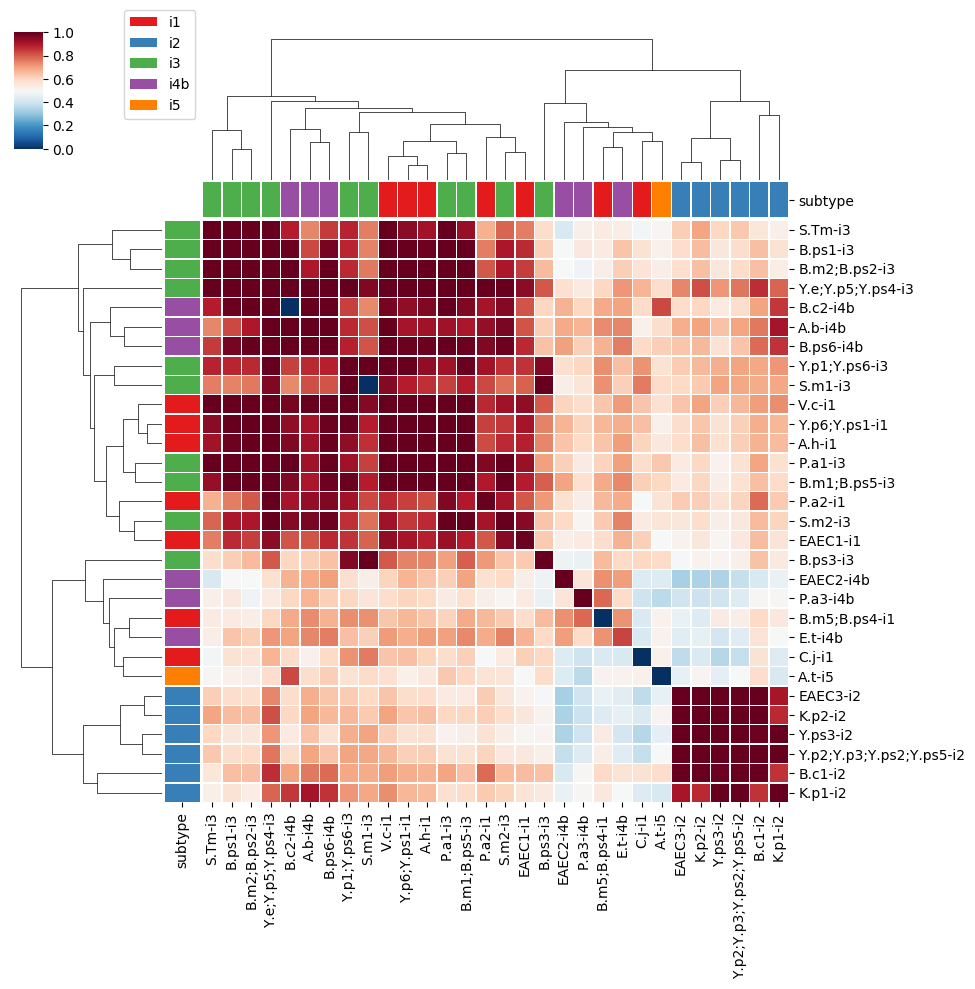 1.0
0.8
0.6
0.4
0.2
0.0
i1
i2
i3
i4b
i5
subtype
S.Tm-i3
B.ps1-i3
B.m2;B.ps2-i3
Y.e;Y.p5;Y.ps4-i3
B.c2-i4b
A.b-i4b
B.ps6-i4b
Y.p1;Y.ps6-i3
S.m1-i3
V.c-i1
Y.p6;Y.ps1-i1
A.h-i1
P.a1-i3
B.m1;B.ps5-i3
P.a2-i1
S.m2-i3
EAEC1-i1
B.ps3-i3
EAEC2-i4b
P.a3-i4b
B.m5;B.ps4-i1
E.t-i4b
C.j-i1
A.t-i5
EAEC3-i2
K.p2-i2
Y.ps3-i2
Y.p2;Y.p3;Y.ps2;Y.ps5-i2
B.c1-i2
K.p1-i2
subtype
S.Tm-i3
B.ps1-i3
B.m2;B.ps2-i3
Y.e;Y.p5;Y.ps4-i3
B.c2-i4b
A.b-i4b
B.ps6-i4b
Y.p1;Y.ps6-i3
S.m1-i3
V.c-i1
Y.p6;Y.ps1-i1
A.h-i1
P.a1-i3
B.m1;B.ps5-i3
P.a2-i1
S.m2-i3
EAEC1-i1
B.ps3-i3
EAEC2-i4b
P.a3-i4b
B.m5;B.ps4-i1
E.t-i4b
C.j-i1
A.t-i5
EAEC3-i2
K.p2-i2
Y.ps3-i2
Y.p2;Y.p3;Y.ps2;Y.ps5-i2
B.c1-i2
K.p1-i2